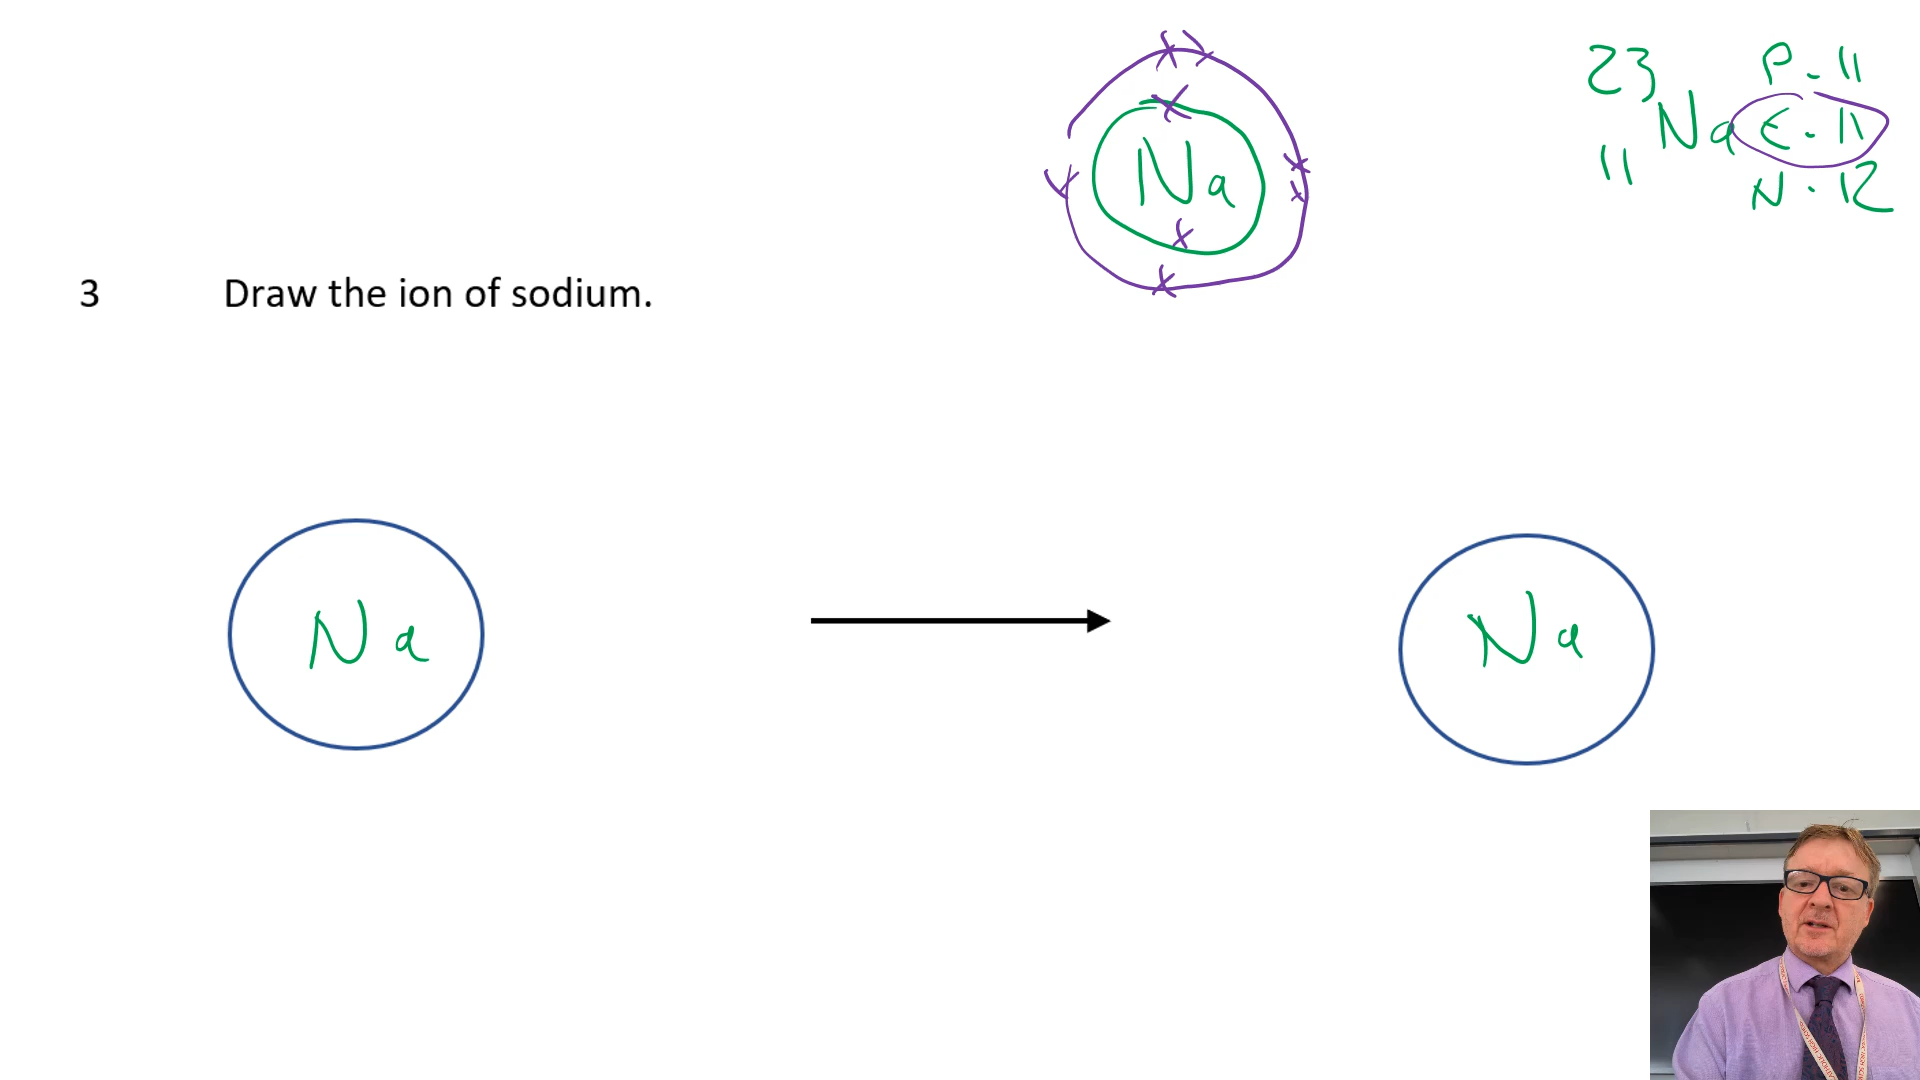 23
P - 11
Na
Na E - 11
11
N - 12
3 Draw the ion of sodium.
Na
Na